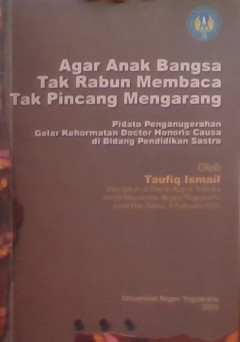 Agar Anak Bangsa
Tak Rabun Membaca
Tak Pincang Mengarang
Pidato Penganugerahan
Gelar Kehormatan Doctor Honoris Causa
di Bidang Pendidikan Sastra
Oleh
Taufiq Ismail
Universitas Negeri Yogyakarta